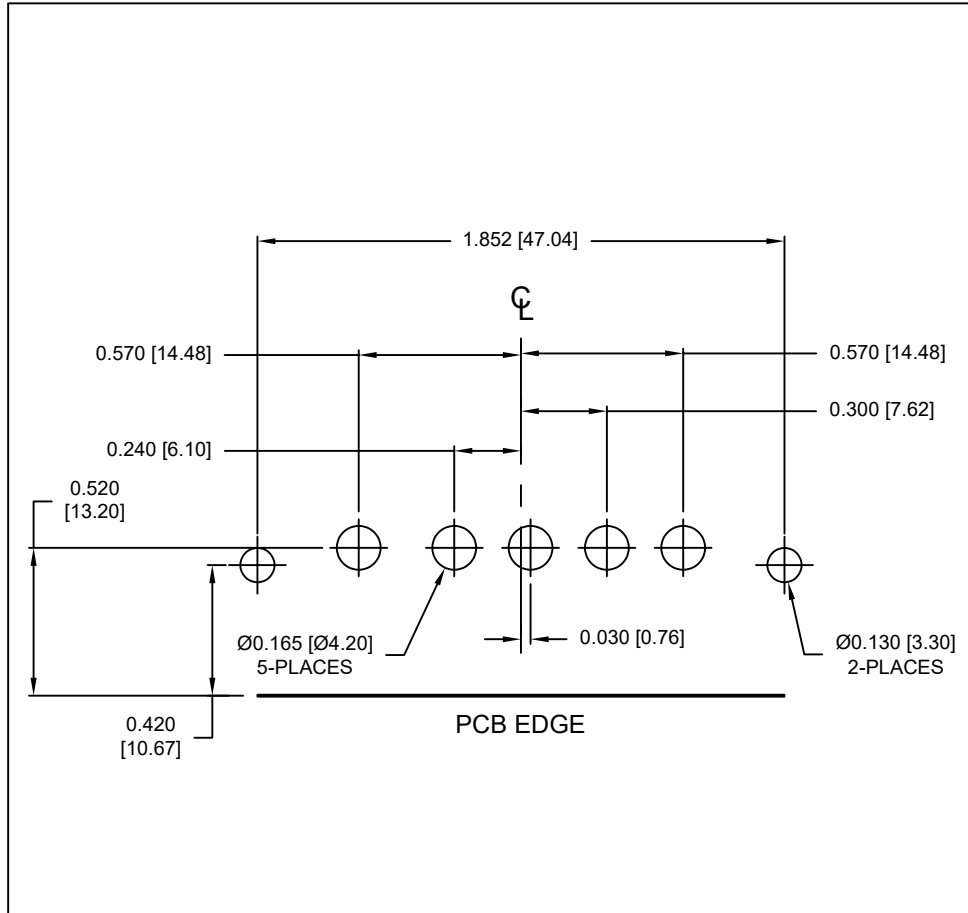 1.852 [47.04]
CL
0.570 [14.48]
0.570 [14.48]
0.300 [7.62]
0.240 [6.10]
0.520
[13.20]
Ø0.165 [Ø4.20]
5-PLACES
0.030 [0.76]
Ø0.130 [3.30]
2-PLACES
0.420
[10.67]
PCB EDGE